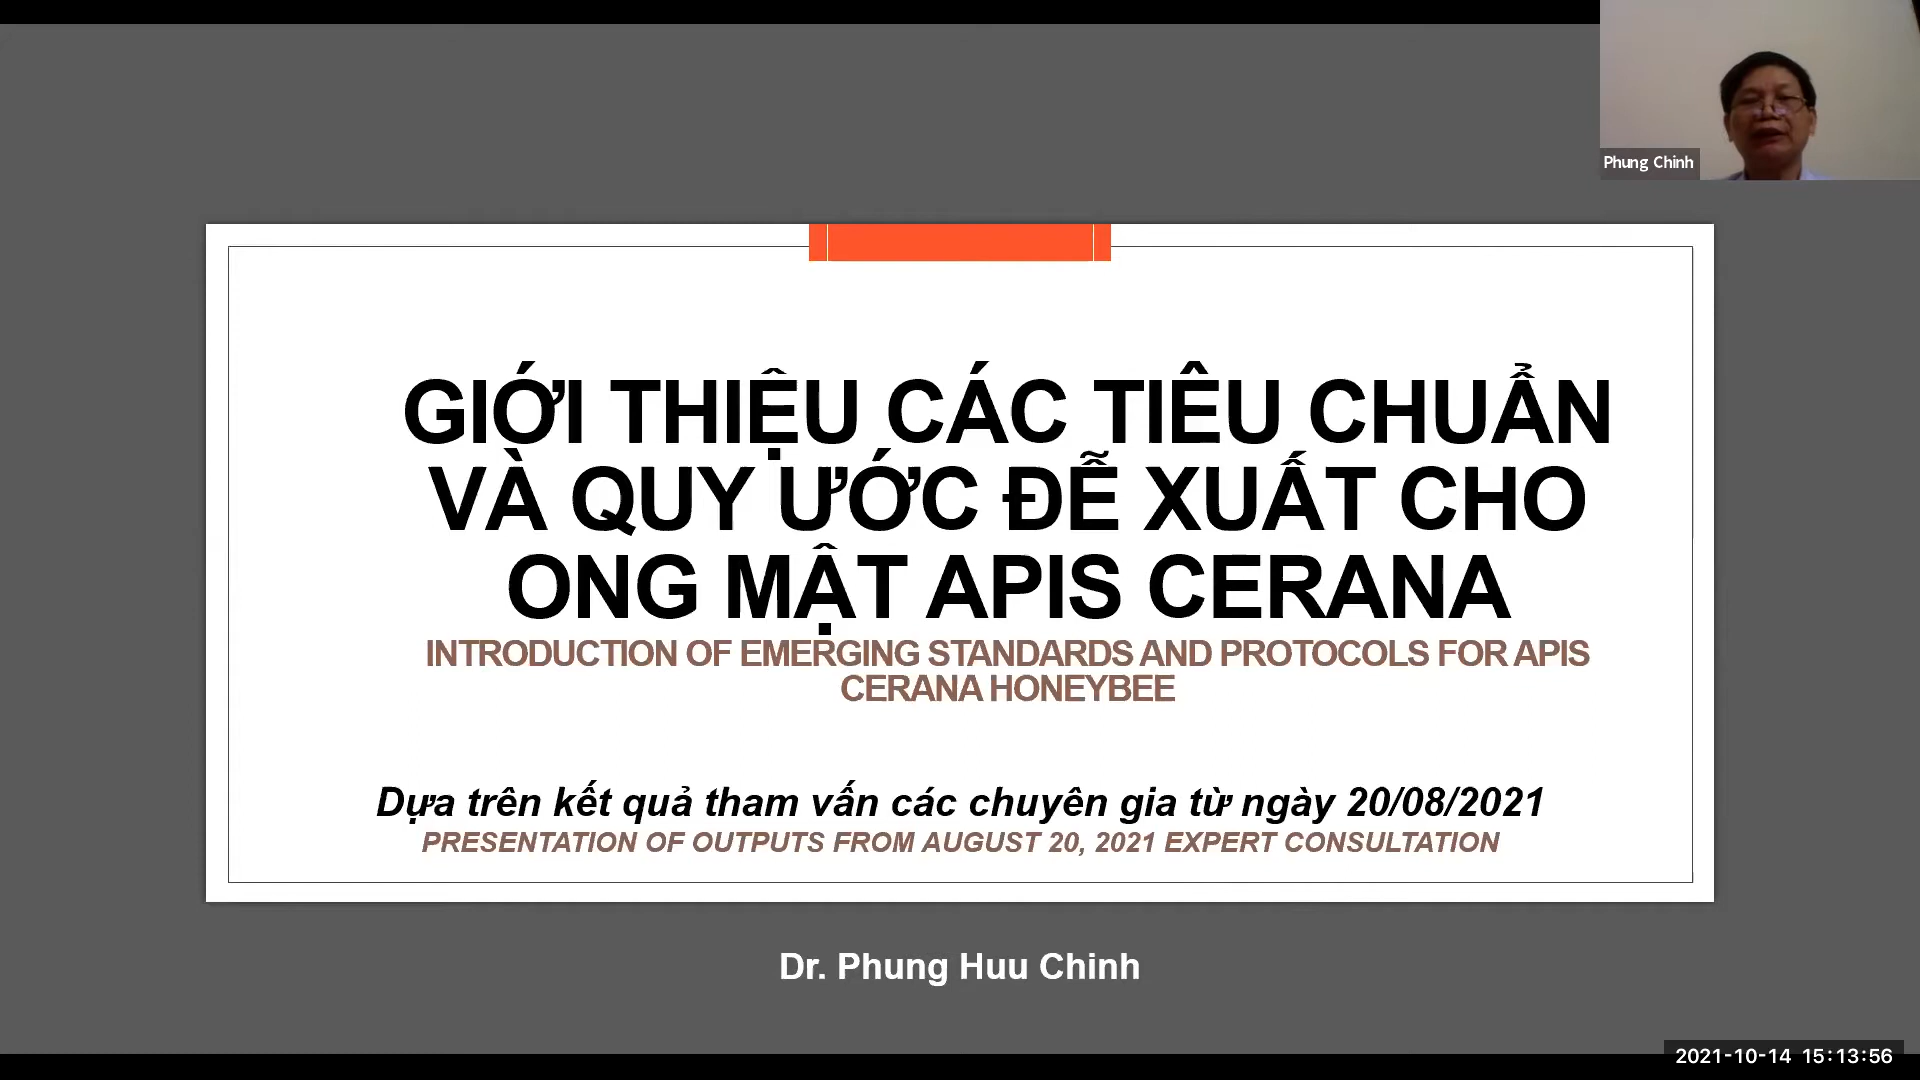 Phung Chinh
GIỚI THIỆU CÁC TIÊU CHUẨN
VÀ QUY ƯỚC ĐỄ XUẤT CHO
ONG MẬT APIS CERANA
INTRODUCTION OF EMERGING STANDARDS AND PROTOCOLS FOR APIS
CERANA HONEYBEE
Dựa trên kết quả tham vấn các chuyên gia từ ngày 20/08/2021
PRESENTATION OF OUTPUTS FROM AUGUST 20, 2021 EXPERT CONSULTATION
Dr. Phung Huu Chinh
2021-10-14 15:13:56